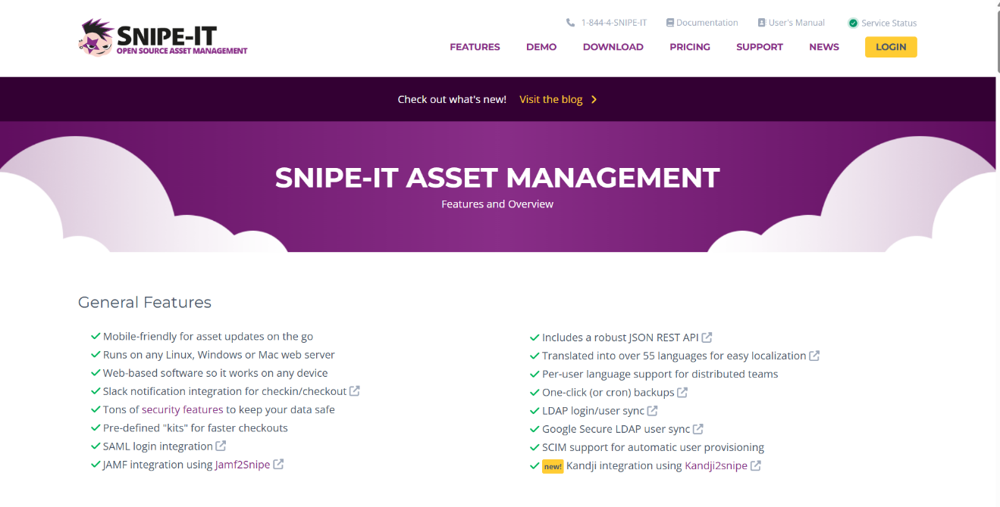 SNIPE-IT
OPEN SOURCE ASSET MANAGEMENT
1-844-4-SNIPE-IT Documentation User's Manual Service Status
FEATURES DEMO DOWNLOAD PRICING SUPPORT NEWS LOGIN
Check out what's new! Visit the blog
SNIPE-IT ASSET MANAGEMENT
Features and Overview
General Features
Mobile-friendly for asset updates on the go
Runs on any Linux, Windows or Mac web server
Web-based software so it works on any device
Slack notification integration for checkin/checkout
Tons of security features to keep your data safe
Pre-defined "kits" for faster checkouts
SAML login integration
JAMF integration using Jamf2Snipe
Includes a robust JSON REST API
Translated into over 55 languages for easy localization
Per-user language support for distributed teams
One-click (or cron) backups
LDAP login/user sync
Google Secure LDAP user sync
SCIM support for automatic user provisioning
new! Kandji integration using Kandji2snipe